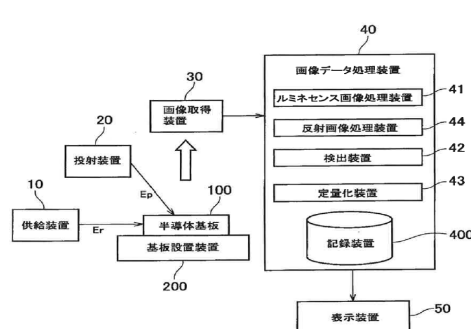 40
画像データ処理装置
30
41
ルミネセンス画像処理装置
画像取得
装置
44
反射画像処理装置
20
42
検出装置
投射装置
43
定量化装置
10
Ep
100
供給装置
Er
半導体基板
記録装置
400
基板設置装置
200
50
表示装置